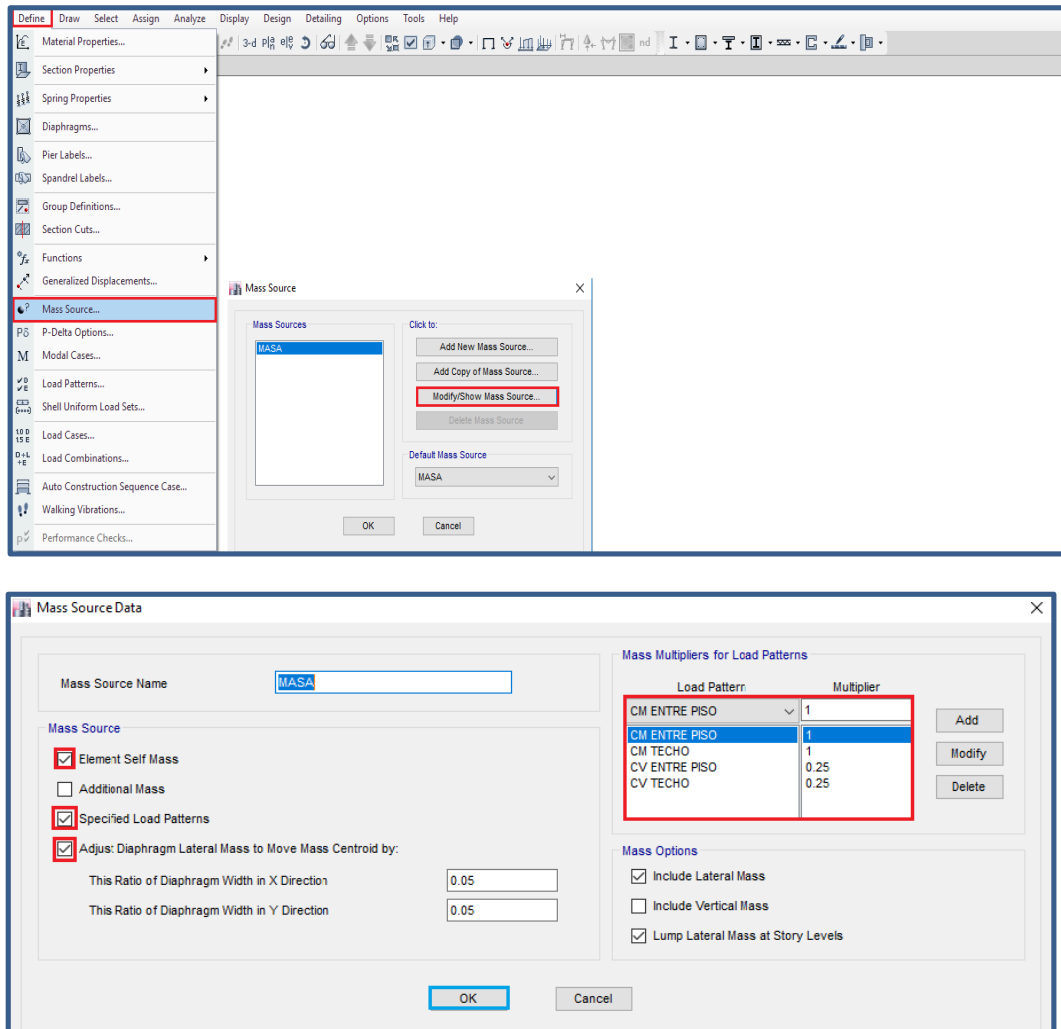 Define Draw Select Assign Analyze Display Design Detailing Options Tools Help
Material Properties...
3-d
nd
Section Properties
Spring Properties
Diaphragms...
Pier Labels...
Spandrel Labels...
Group Definitions...
Section Cuts...
Functions
Generalized Displacements...
Mass Source...
P-Delta Options...
Modal Cases...
Load Patterns...
Shell Uniform Load Sets...
Load Cases...
Load Combinations...
Auto Construction Sequence Case...
Walking Vibrations...
Performance Checks...
Mass Source
Mass Sources
MASA
Click to:
Add New Mass Source...
Add Copy of Mass Source...
Modify/Show Mass Source...
Delete Mass Source
Default Mass Source
MASA
OK Cancel
Mass Source Data
Mass Source Name MASA
Mass Source
Element Self Mass
Additional Mass
Specified Load Patterns
Adjust Diaphragm Lateral Mass to Move Mass Centroid by:
This Ratio of Diaphragm Width in X Direction 0.05
This Ratio of Diaphragm Width in Y Direction 0.05
Mass Multipliers for Load Patterns
Load Pattern Multiplier
CM ENTRE PISO 1
CM ENTRE PISO 1
CM TECHO 1
CV ENTRE PISO 0.25
CV TECHO 0.25
Add
Modify
Delete
Mass Options
Include Lateral Mass
Include Vertical Mass
Lump Lateral Mass at Story Levels
OK Cancel